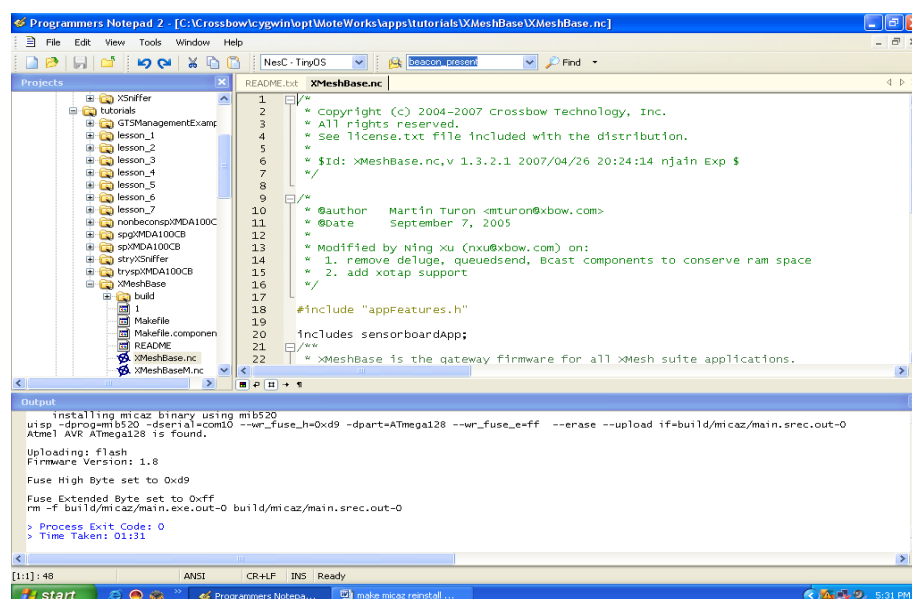 Programmers Notepad 2 - [C:\Crossbow\cygwin\opt\MoteWorks\apps\tutorials\XMeshBase\XMeshBase.nc]
File Edit View Tools Window Help
NesC - TinyOS beacon_present Find
Projects
XSniffer
tutorials
GTSManagementExamp
lesson_1
lesson_2
lesson_3
lesson_4
lesson_5
lesson_6
lesson_7
nonbeconspXMDA100C
spgXMDA100CB
spXMDA100CB
stryXSniffer
tryspXMDA100CB
XMeshBase
build
1
Makefile
Makefile.componen
README
XMeshBase.nc
XMeshBaseM.nc
README.txt XMeshBase.nc
1 /*
2 * Copyright (c) 2004-2007 Crossbow Technology, Inc.
3 * All rights reserved.
4 * See license.txt file included with the distribution.
5 *
6 * $Id: XMeshBase.nc,v 1.3.2.1 2007/04/26 20:24:14 njain Exp $
7 */
8
9 /*
10 * @author Martin Turon <mturon@xbow.com>
11 * @Date September 7, 2005
12 *
13 * Modified by Ning Xu (nxu@xbow.com) on:
14 * 1. remove deluge, queuedsend, Bcast components to conserve ram space
15 * 2. add xotap support
16 */
17
18 #include "appFeatures.h"
19
20 includes sensorboardApp;
21 /**
22 * XMeshBase is the gateway firmware for all XMesh suite applications.
Output
installing micaz binary using mib520
uisp -dprog=mib520 -dserial=com10 --wr_fuse_h=0xd9 -dpart=ATmega128 --wr_fuse_e=ff --erase --upload if=build/micaz/main.srec.out-0
Atmel AVR ATmega128 is found.
Uploading: flash
Firmware Version: 1.8
Fuse High Byte set to 0xd9
Fuse Extended Byte set to 0xff
rm -f build/micaz/main.exe.out-0 build/micaz/main.srec.out-0
> Process Exit Code: 0
> Time Taken: 01:31
[1:1] : 48 ANSI CR+LF INS Ready
start Programmers Notepa... make micaz reinstall ... 5:31 PM